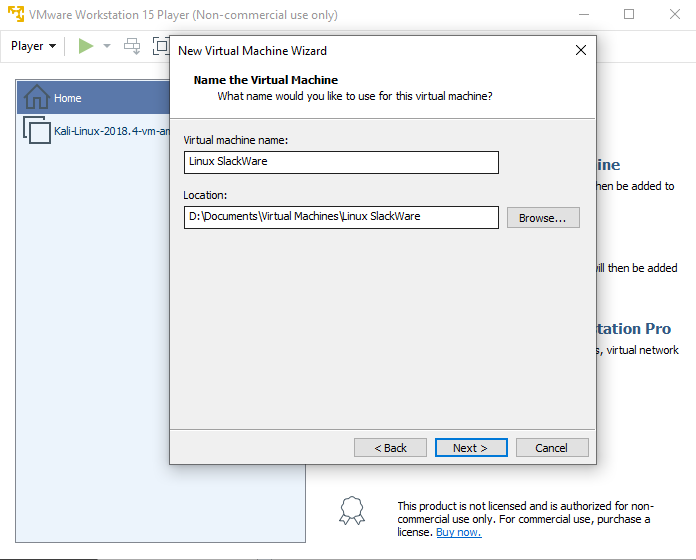 VMware Workstation 15 Player (Non-commercial use only)
Player
New Virtual Machine Wizard
Name the Virtual Machine
What name would you like to use for this virtual machine?
Home
Kali-Linux-2018.4-vm-am
Virtual machine name:
Linux SlackWare
Location:
D:\Documents\Virtual Machines\Linux SlackWare
Browse...
ine
hen be added to
will then be added
station Pro
s, virtual network
< Back
Next >
Cancel
This product is not licensed and is authorized for non-
commercial use only. For commercial use, purchase a
license. Buy now.